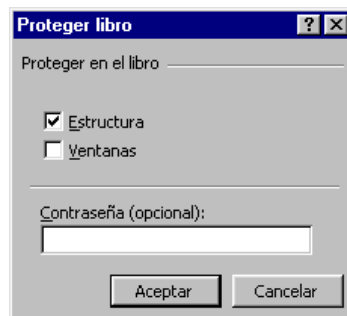 Proteger libro
Proteger en el libro
Estructura
Ventanas
Contraseña (opcional):
Aceptar Cancelar